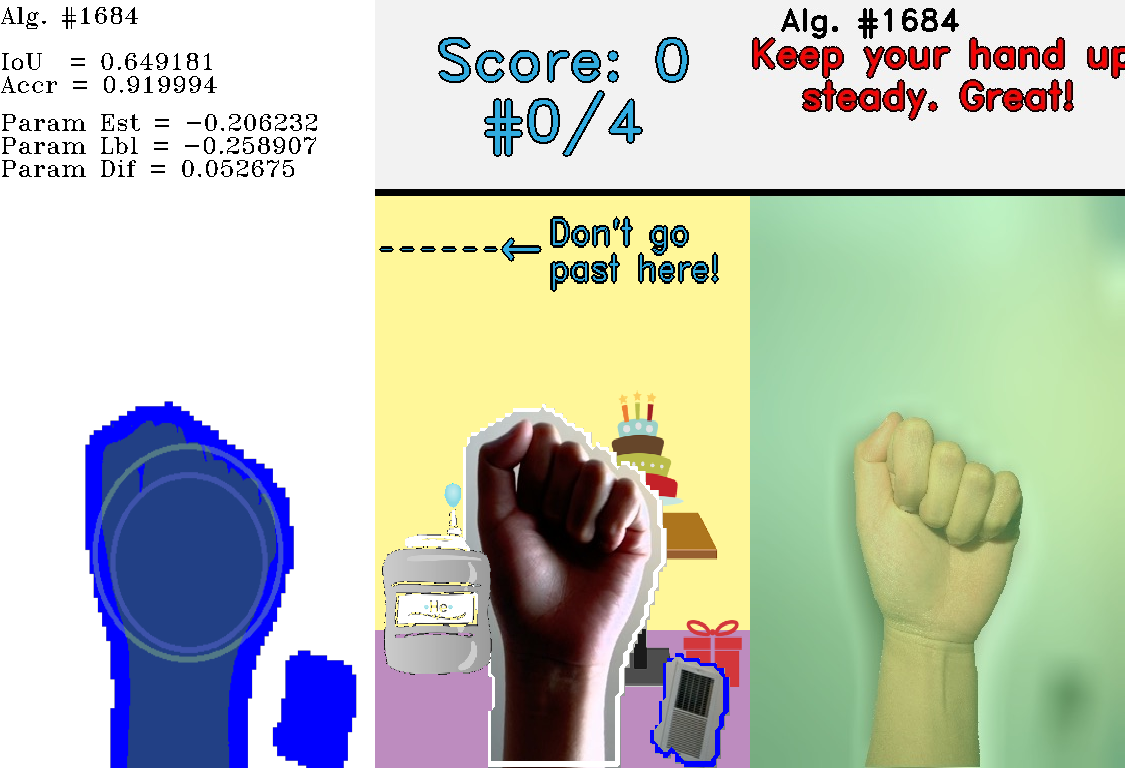 Alg. #1684
IoU = 0.649181
Accr = 0.919994
Param Est = -0.206232
Param Lbl = -0.258907
Param Dif = 0.052675
Score: 0
#0/4
Don't go
past here!
Alg. #1684
Keep your hand up
steady. Great!